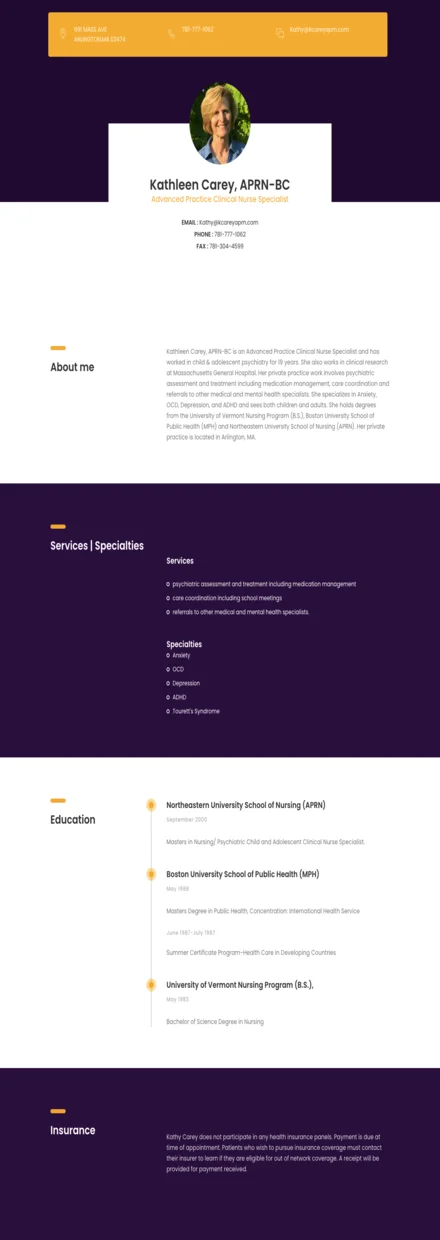 991 MASS AVE
ARLINGTON,MA 02474
781-777-1062
kathy@kcareyapm.com
Kathleen Carey, APRN-BC
Advanced Practice Clinical Nurse Specialist
EMAIL : Kathy@kcareyapm.com
PHONE : 781-777-1062
FAX : 781-304-4599
About me
Kathleen Carey, APRN-BC is an Advanced Practice Clinical Nurse Specialist and has
worked in child & adolescent psychiatry for 19 years. She also works in clinical research
at Massachusetts General Hospital. Her private practice work involves psychiatric
assessment and treatment including medication management, care coordination and
referrals to other medical and mental health specialists. She specializes in Anxiety,
OCD, Depression, and ADHD and sees both children and adults. She holds degrees
from the University of Vermont Nursing Program (B.S.), Boston University School of
Public Health (MPH) and Northeastern University School of Nursing (APRN). Her private
practice is located in Arlington, MA.
Services | Specialties
Services
psychiatric assessment and treatment including medication management
care coordination including school meetings
referrals to other medical and mental health specialists.
Specialties
Anxiety
OCD
Depression
ADHD
Tourett's Syndrome
Education
Northeastern University School of Nursing (APRN)
September 2000
Masters in Nursing/ Psychiatric Child and Adolescent Clinical Nurse Specialist.
Boston University School of Public Health (MPH)
May 1988
Masters Degree in Public Health, Concentration: International Health Service
June 1987-July 1987
Summer Certificate Program-Health Care in Developing Countries
University of Vermont Nursing Program (B.S.),
May 1983
Bachelor of Science Degree in Nursing
Insurance
Kathy Carey does not participate in any health insurance panels. Payment is due at
time of appointment. Patients who wish to pursue insurance coverage must contact
their insurer to learn if they are eligible for out of network coverage. A receipt will be
provided for payment received.